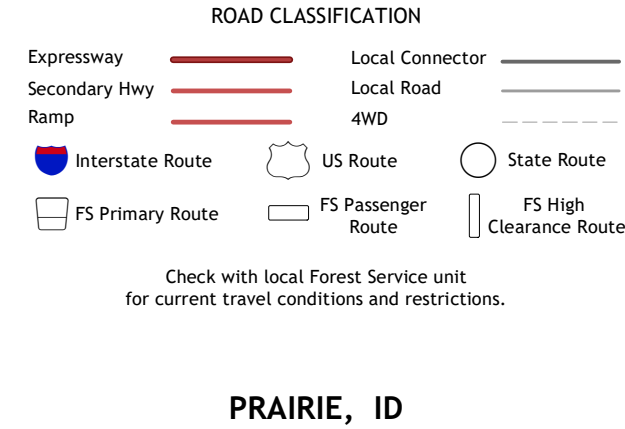 ROAD CLASSIFICATION
Expressway
Local Connector
Secondary Hwy
Local Road
Ramp
4WD
Interstate Route
US Route
State Route
FS Primary Route
FS Passenger
Route
FS High
Clearance Route
Check with local Forest Service unit
for current travel conditions and restrictions.
PRAIRIE, ID